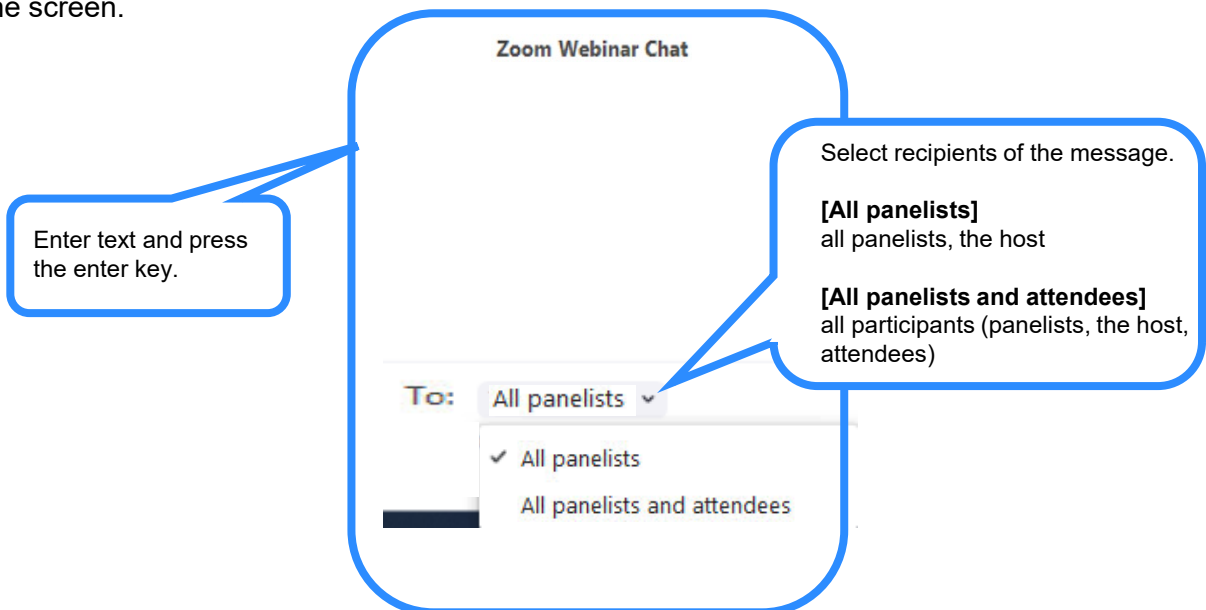 ne screen.
Zoom Webinar Chat
Enter text and press
the enter key.
Select recipients of the message.
[All panelists]
all panelists, the host
[All panelists and attendees]
all participants (panelists, the host,
attendees)
To: All panelists
✓ All panelists
All panelists and attendees